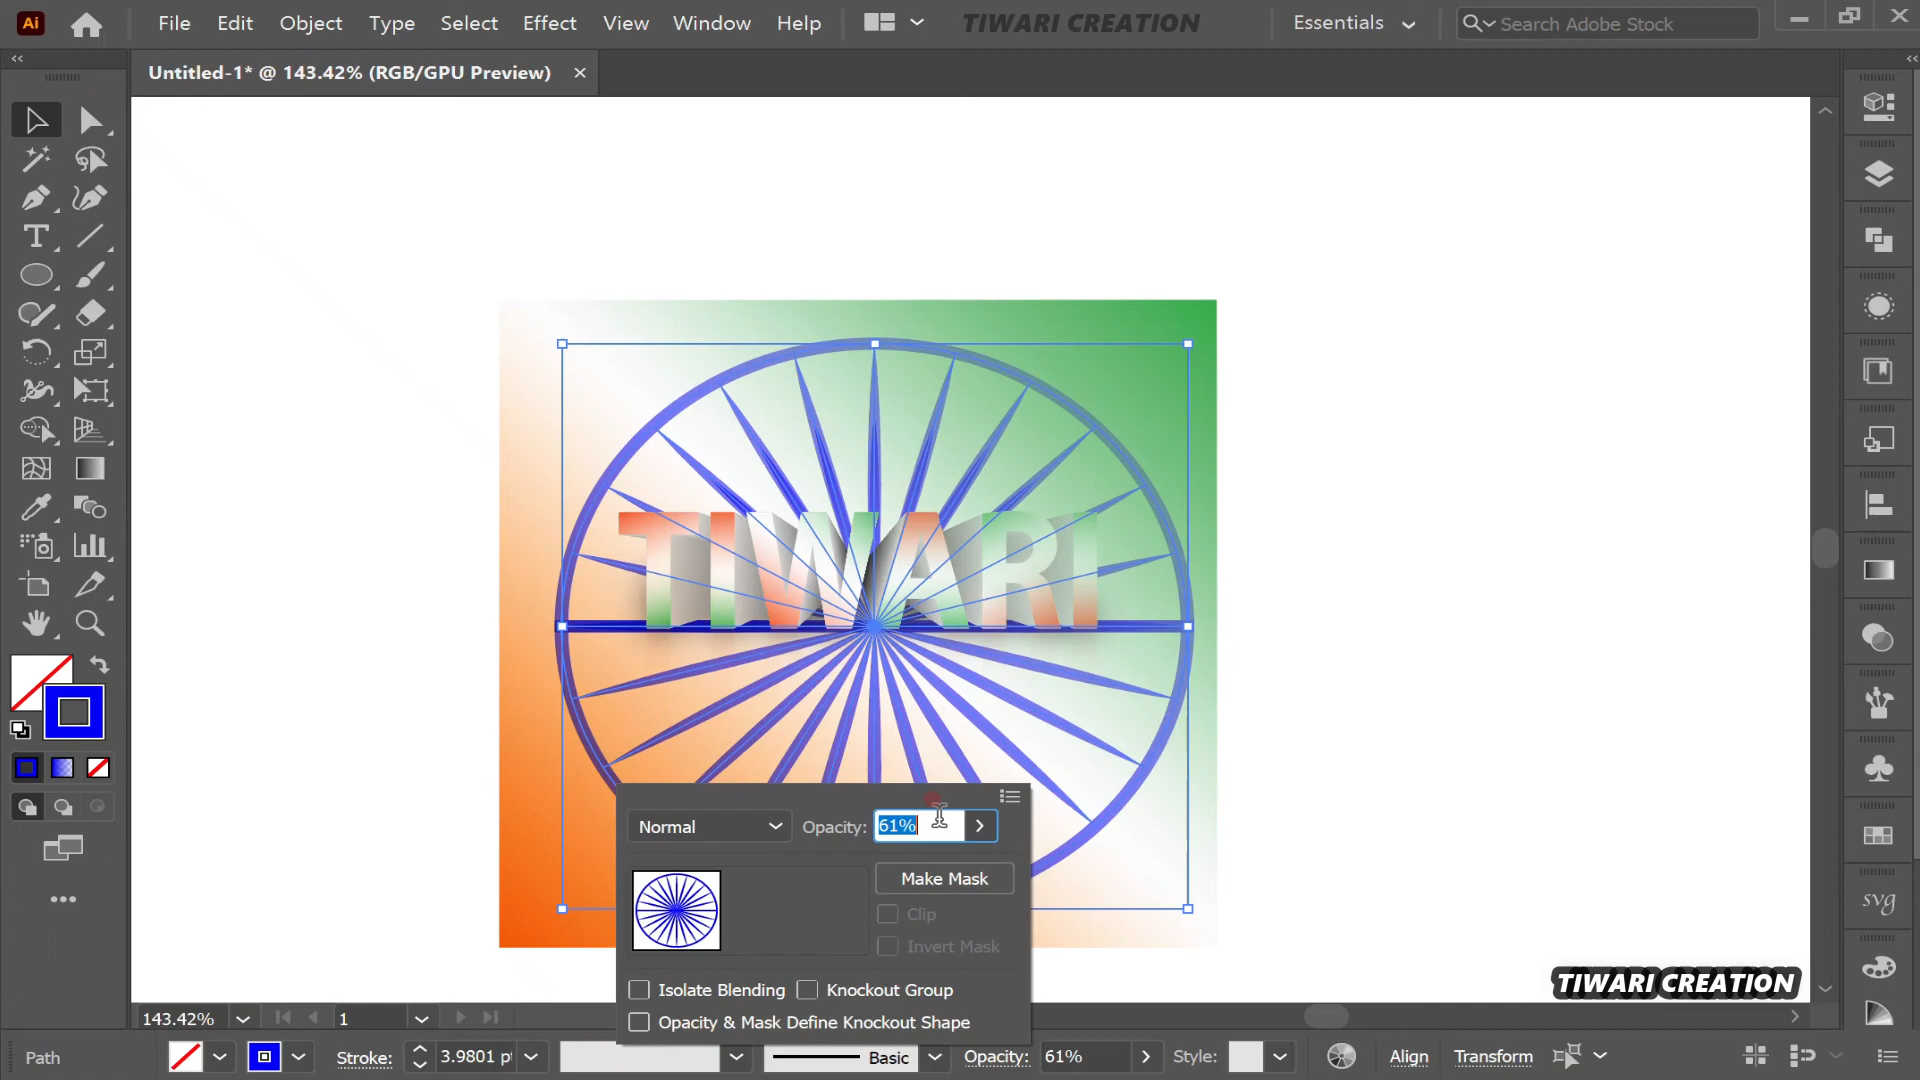 Ai File Edit Object Type Select Effect View Window Help TIWARI CREATION Essentials Search Adobe Stock
Untitled-1* @ 143.42% (RGB/GPU Preview)
T
TIWARI
Normal Opacity: 61%
Make Mask
Clip
Invert Mask
svg
Isolate Blending Knockout Group
TIWARI CREATION
143.42% 1
Opacity & Mask Define Knockout Shape
Path Stroke: 3.9801 pt Basic Opacity: 61% Style: Align Transform